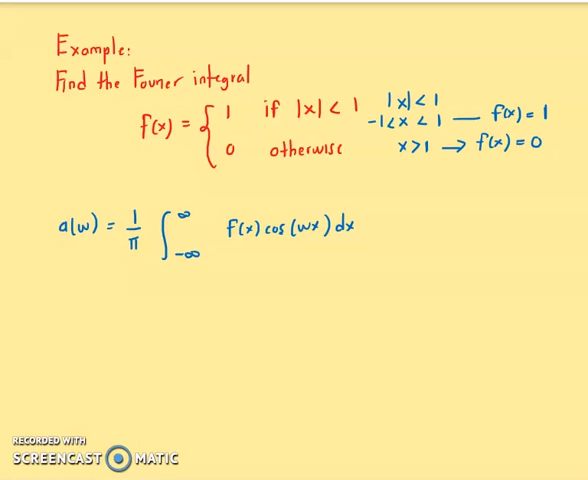 Example:
Find the Fourier integral
f(x) = { 1 if |x| < 1
0 otherwise
|x| < 1
-1 < x < 1 — f(x) = 1
x > 1 → f(x) = 0
a(w) = 1/π ∫_{-∞}^{∞} f(x) cos(wx) dx
RECORDED WITH
SCREENCAST MATIC